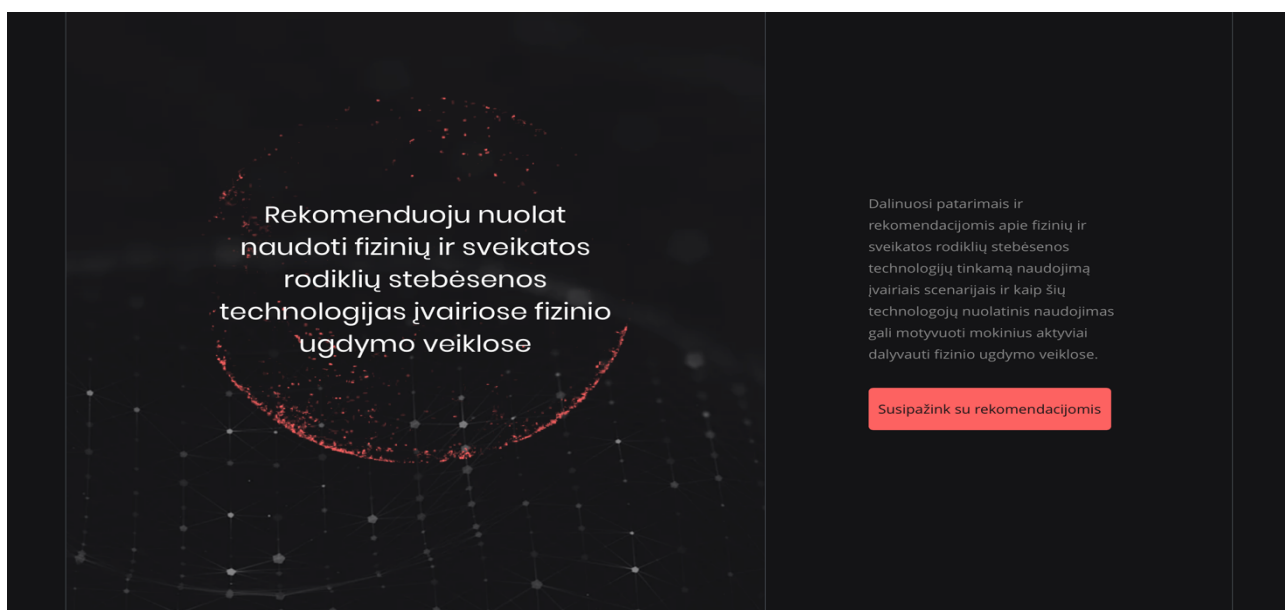 Rekomenduoju nuolat
naudoti fizinių ir sveikatos
rodiklių stebėsenos
technologijas įvairiose fizinio
ugdymo veiklose
Dalinuosi patarimais ir
rekomendacijomis apie fizinių ir
sveikatos rodiklių stebėsenos
technologijų tinkamą naudojimą
įvairiais scenarijais ir kaip šių
technologojų nuolatinis naudojimas
gali motyvuoti mokinius aktyviai
dalyvauti fizinio ugdymo veiklose.
Susipažink su rekomendacijomis